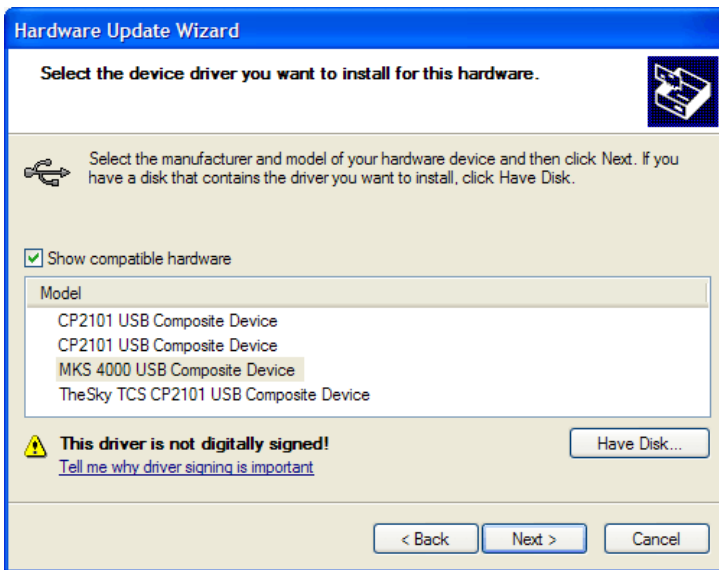 Hardware Update Wizard
Select the device driver you want to install for this hardware.
Select the manufacturer and model of your hardware device and then click Next. If you
have a disk that contains the driver you want to install, click Have Disk.
Show compatible hardware
Model
CP2101 USB Composite Device
CP2101 USB Composite Device
MKS 4000 USB Composite Device
TheSky TCS CP2101 USB Composite Device
This driver is not digitally signed!
Have Disk...
Tell me why driver signing is important
< Back
Next >
Cancel